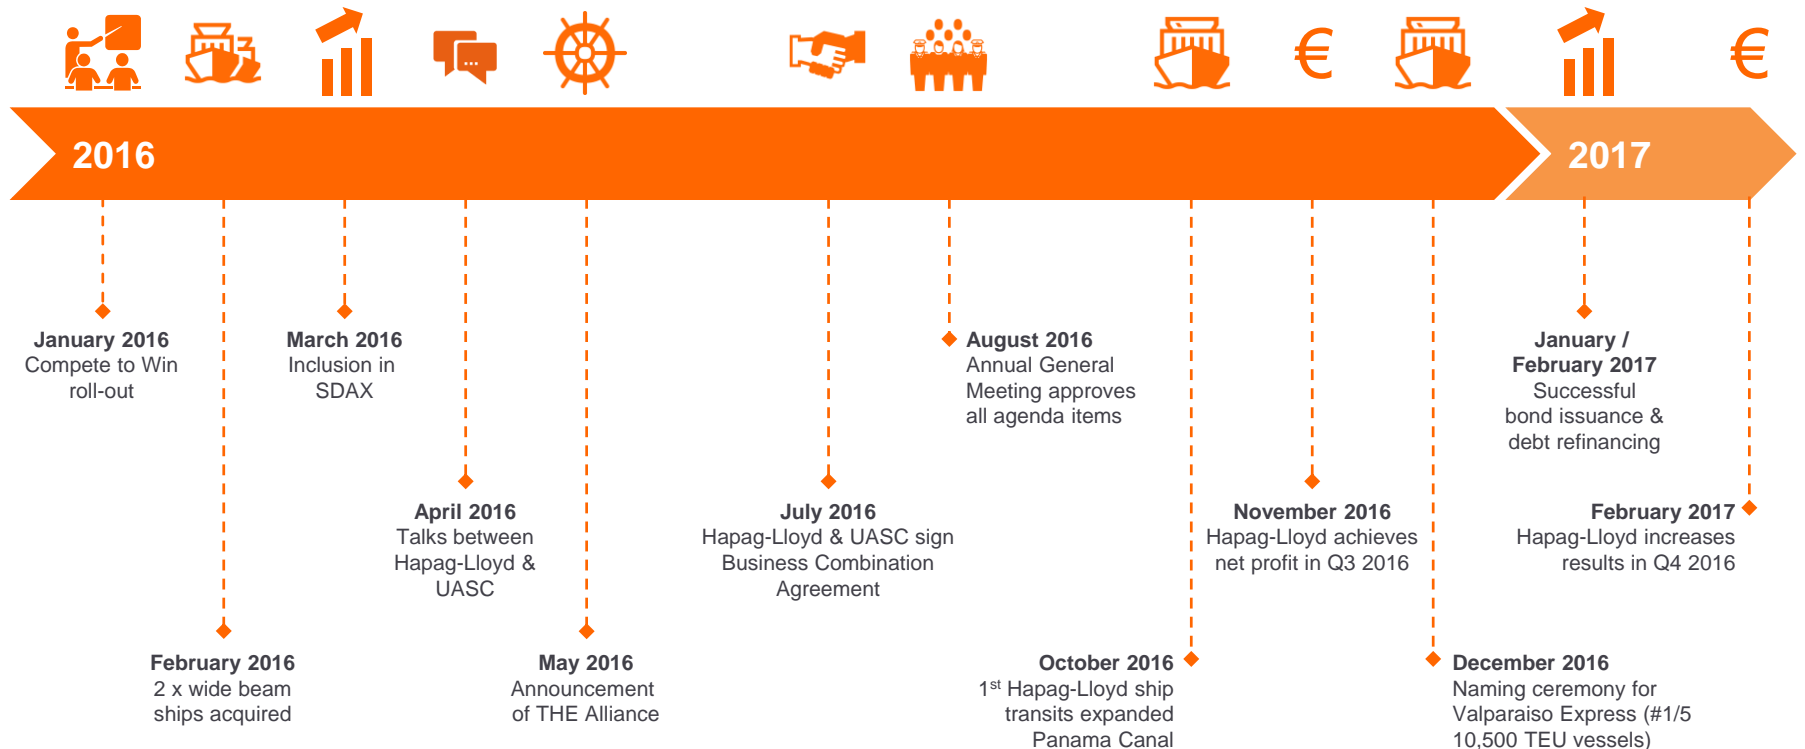 2016
2017
January 2016
Compete to Win
roll-out
February 2016
2 x wide beam
ships acquired
March 2016
Inclusion in
SDAX
April 2016
Talks between
Hapag-Lloyd &
UASC
May 2016
Announcement
of THE Alliance
July 2016
Hapag-Lloyd & UASC sign
Business Combination
Agreement
August 2016
Annual General
Meeting approves
all agenda items
October 2016
1st Hapag-Lloyd ship
transits expanded
Panama Canal
November 2016
Hapag-Lloyd achieves
net profit in Q3 2016
December 2016
Naming ceremony for
Valparaiso Express (#1/5
10,500 TEU vessels)
January /
February 2017
Successful
bond issuance &
debt refinancing
February 2017
Hapag-Lloyd increases
results in Q4 2016